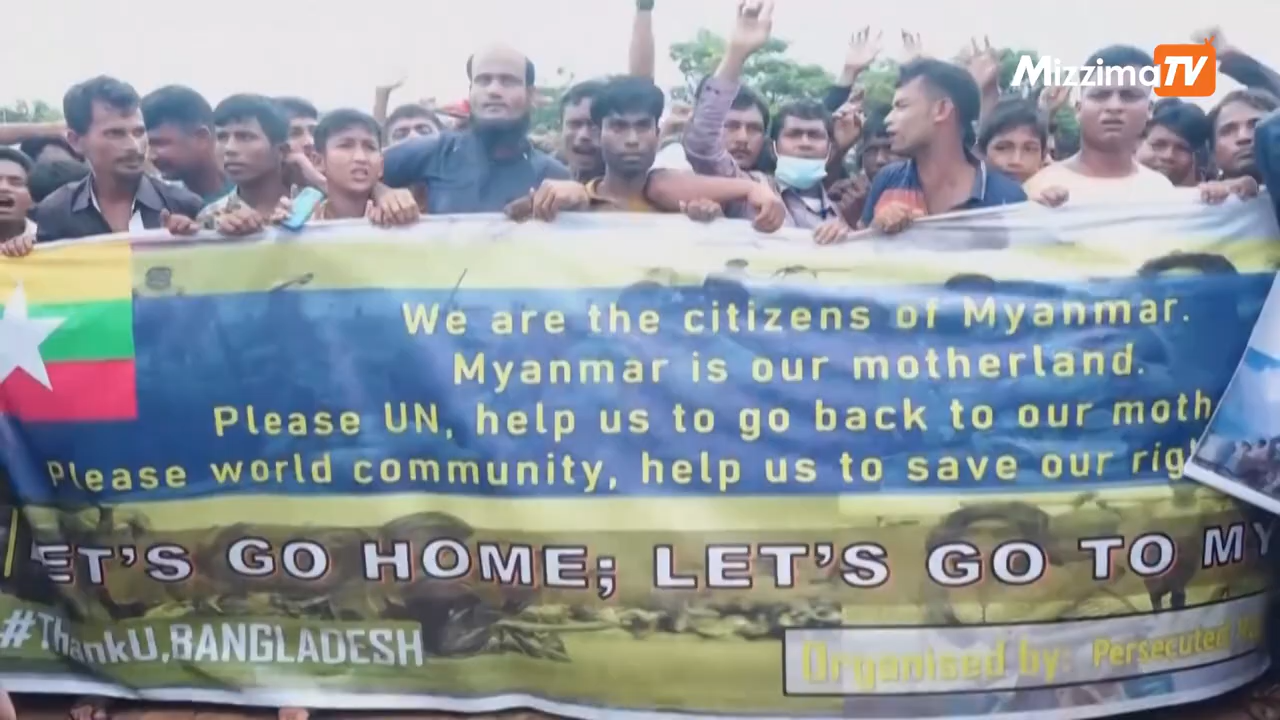 MizzimaTV
We are the citizens of Myanmar.
Myanmar is our motherland.
Please UN, help us to go back to our moth
Please world community, help us to save our rig
LET'S GO HOME; LET'S GO TO MY
#ThankU,BANGLADESH
Organised by: Persecuted